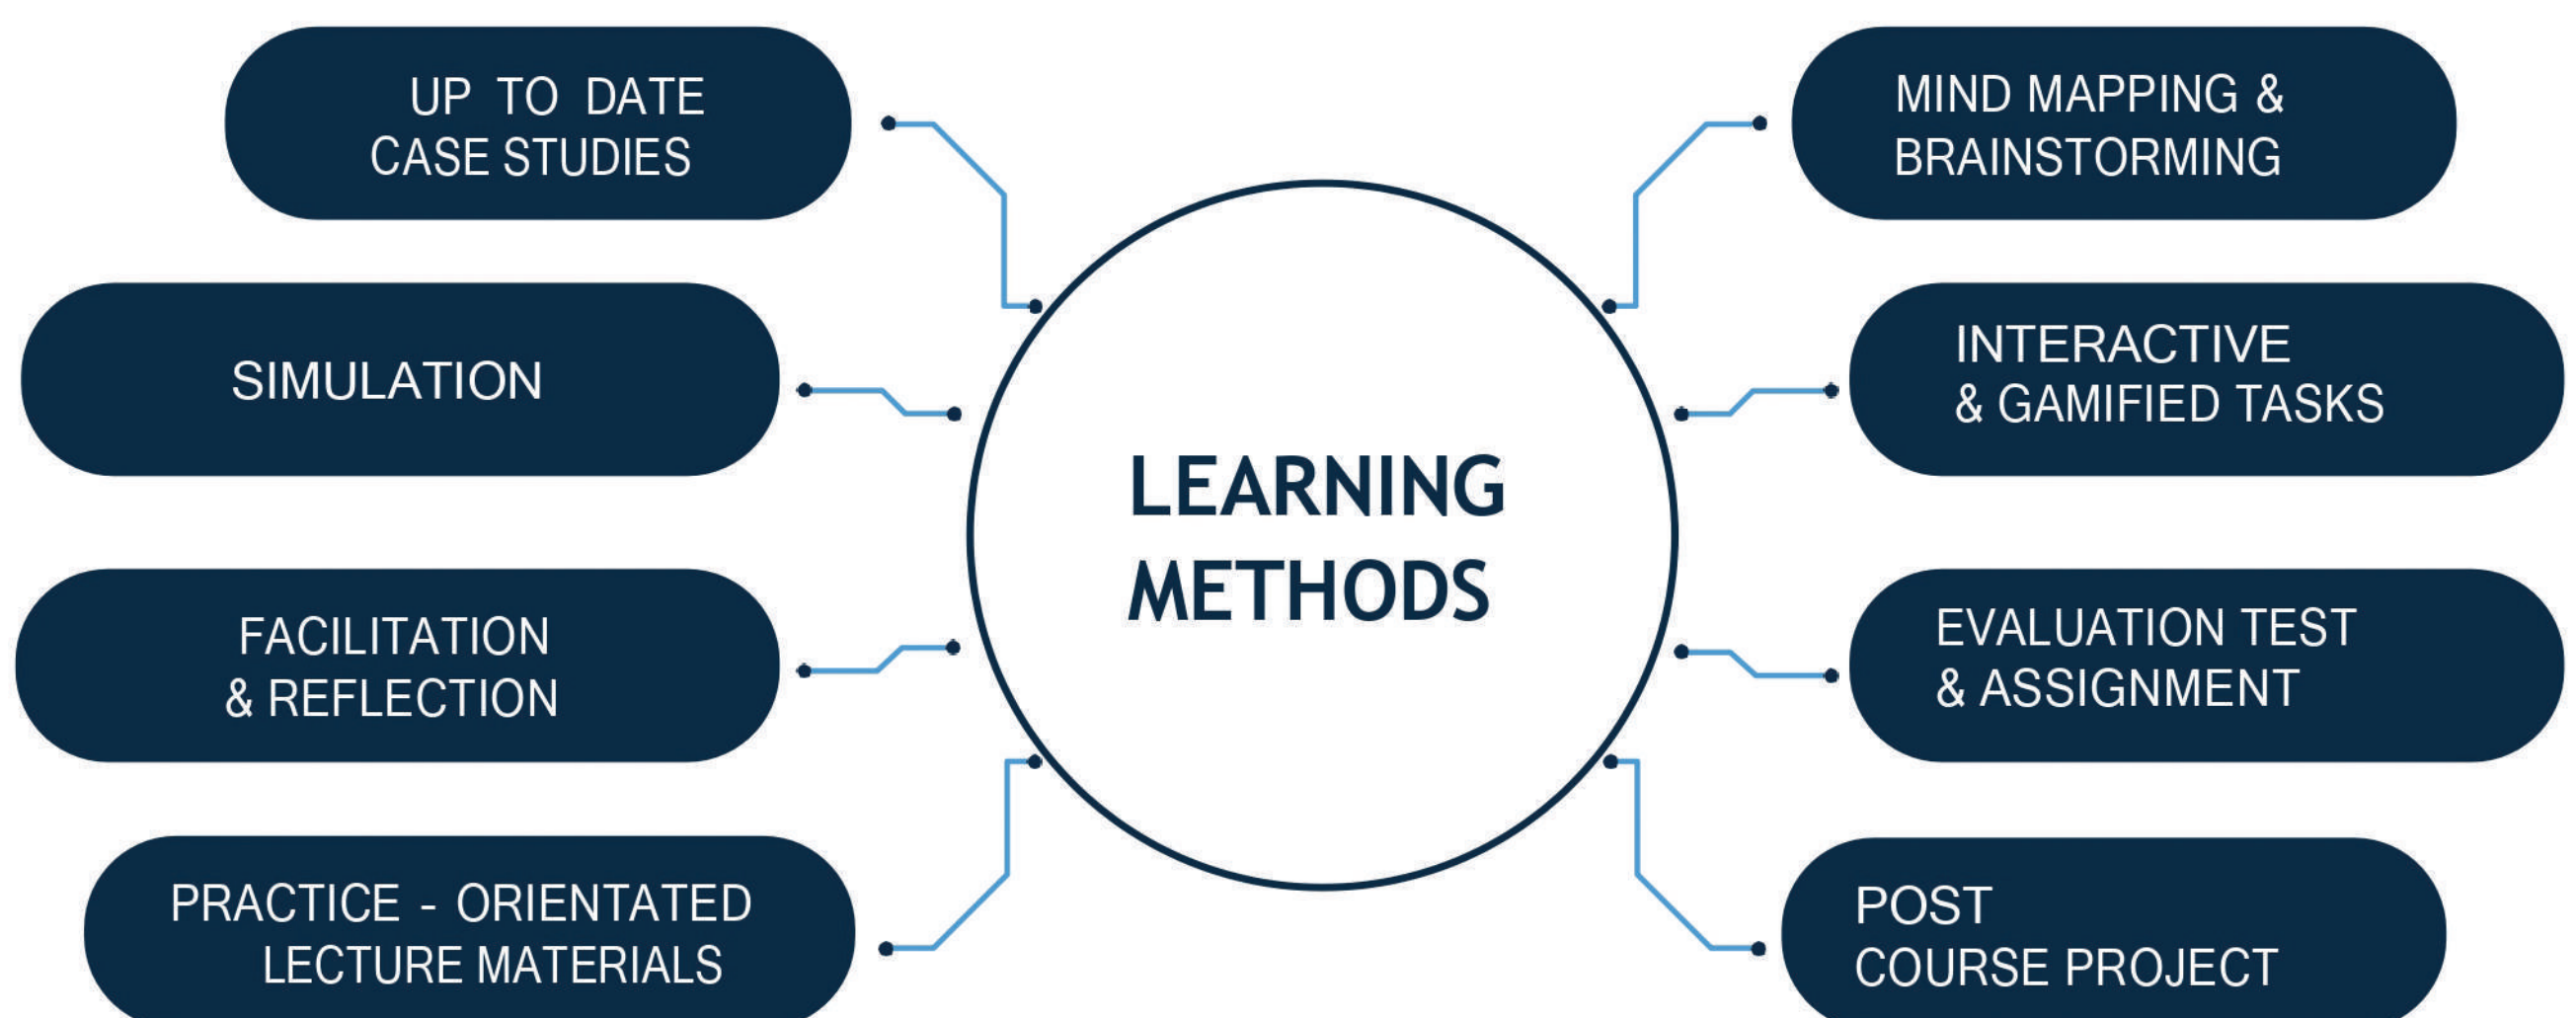 UP TO DATE
CASE STUDIES
SIMULATION
FACILITATION
& REFLECTION
PRACTICE - ORIENTATED
LECTURE MATERIALS
LEARNING
METHODS
MIND MAPPING &
BRAINSTORMING
INTERACTIVE
& GAMIFIED TASKS
EVALUATION TEST
& ASSIGNMENT
POST
COURSE PROJECT